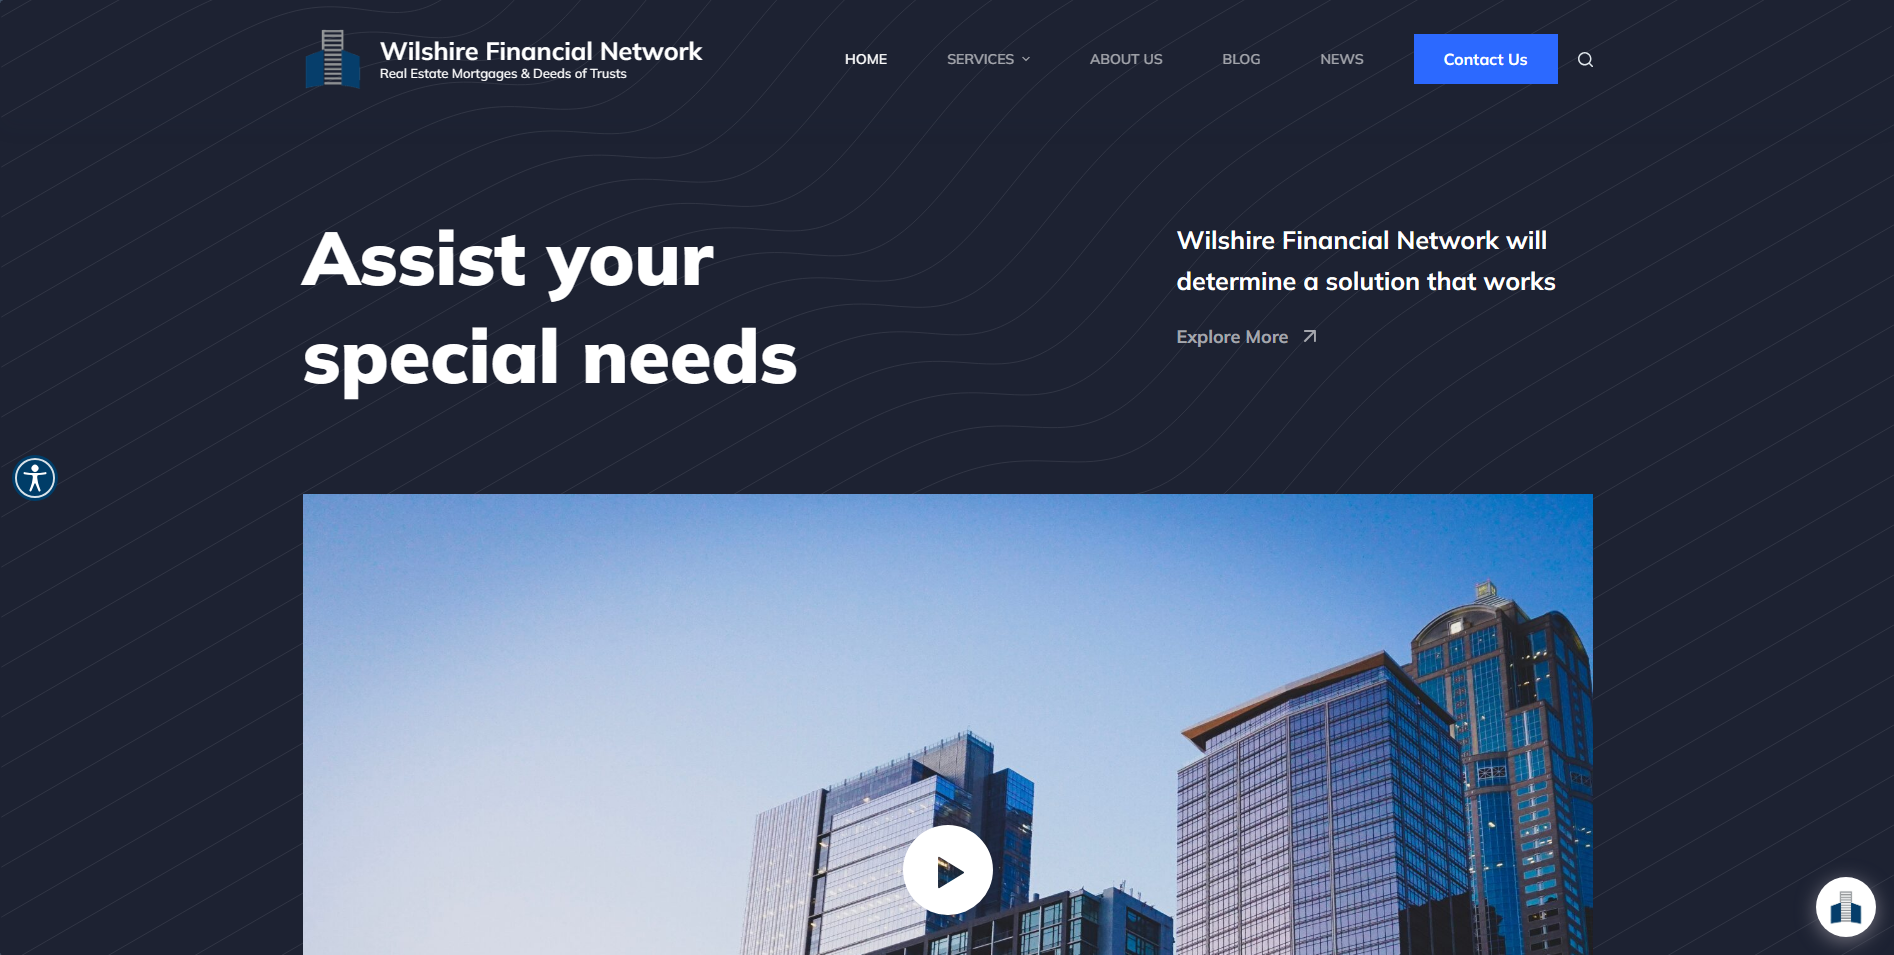 Wilshire Financial Network
Real Estate Mortgages & Deeds of Trusts
HOME SERVICES ABOUT US BLOG NEWS Contact Us
Assist your
special needs
Wilshire Financial Network will
determine a solution that works
Explore More